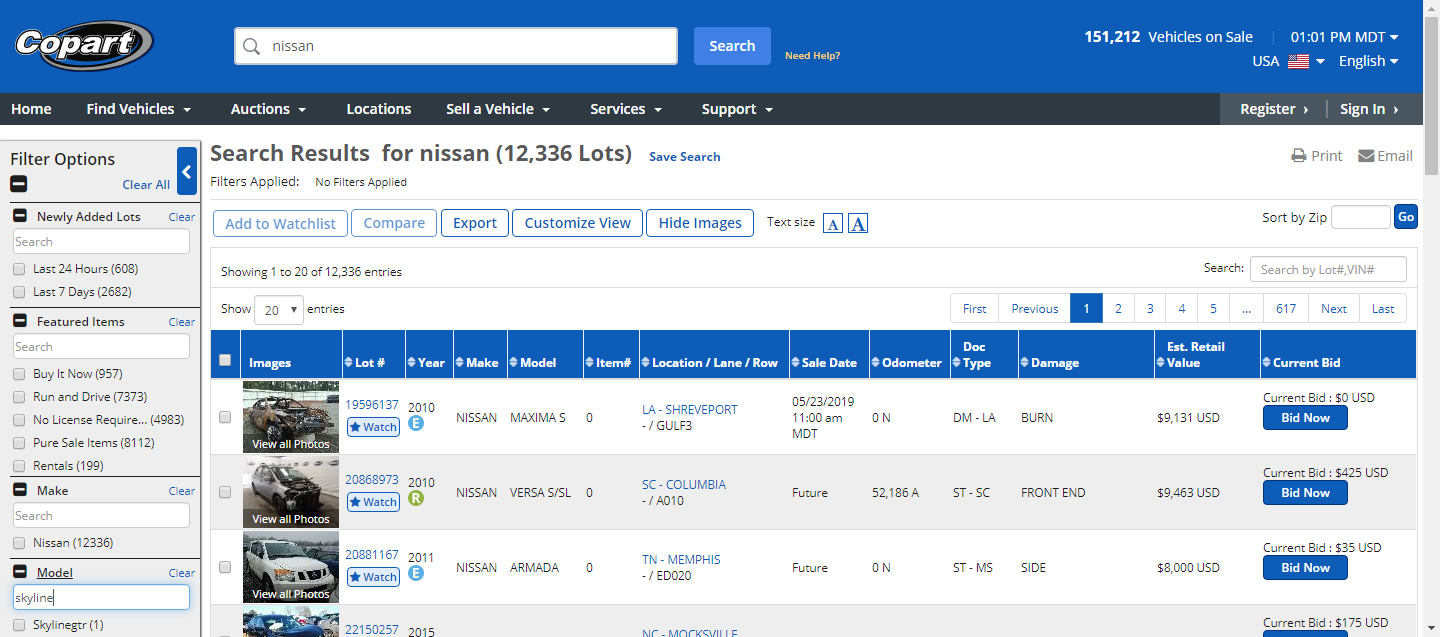 Copart
nissan
Search
Need Help?
151,212 Vehicles on Sale
01:01 PM MDT
USA
English
Home
Find Vehicles
Auctions
Locations
Sell a Vehicle
Services
Support
Register ›
Sign In ›
Filter Options
Clear All
Newly Added Lots Clear
Search
Last 24 Hours (608)
Last 7 Days (2682)
Featured Items Clear
Search
Buy It Now (957)
Run and Drive (7373)
No License Require... (4983)
Pure Sale Items (8112)
Rentals (199)
Make Clear
Search
Nissan (12336)
Model Clear
skyline
Skylinegtr (1)
Search Results for nissan (12,336 Lots) Save Search
Print Email
Filters Applied: No Filters Applied
Add to Watchlist Compare Export Customize View Hide Images Text size A A
Sort by Zip Go
Showing 1 to 20 of 12,336 entries
Search: Search by Lot#,VIN#
Show 20 entries
First Previous 1 2 3 4 5 ... 617 Next Last
Images Lot # Year Make Model Item# Location / Lane / Row Sale Date Odometer Doc Type Damage Est. Retail Value Current Bid
View all Photos
19596137
Watch
2010
E
NISSAN
MAXIMA S
0
LA - SHREVEPORT
- / GULF3
05/23/2019
11:00 am
MDT
0 N
DM - LA
BURN
$9,131 USD
Current Bid : $0 USD
Bid Now
View all Photos
20868973
Watch
2010
R
NISSAN
VERSA S/SL
0
SC - COLUMBIA
- / A010
Future
52,186 A
ST - SC
FRONT END
$9,463 USD
Current Bid : $425 USD
Bid Now
View all Photos
20881167
Watch
2011
E
NISSAN
ARMADA
0
TN - MEMPHIS
- / ED020
Future
0 N
ST - MS
SIDE
$8,000 USD
Current Bid : $35 USD
Bid Now
22150257
2015
NC - MOCKSVILLE
Current Bid : $175 USD